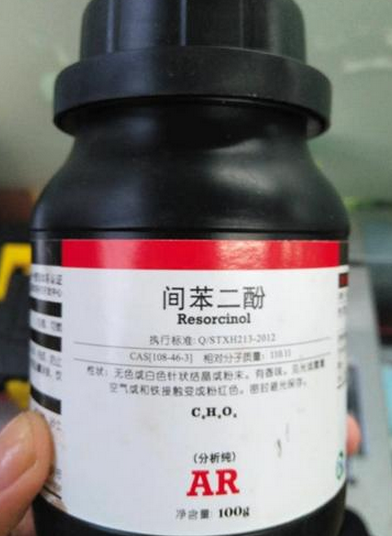 间苯二酚
Resorcinol
执行标准: Q/STXH213-2012
CAS[108-46-3] 相对分子质量: 110.11
性状: 无色或白色针状结晶或粉末。有香味。见光或露置
空气或和铁接触变成粉红色。密封避光保存。
C₆H₆O₂
(分析纯)
AR
净含量: 100g